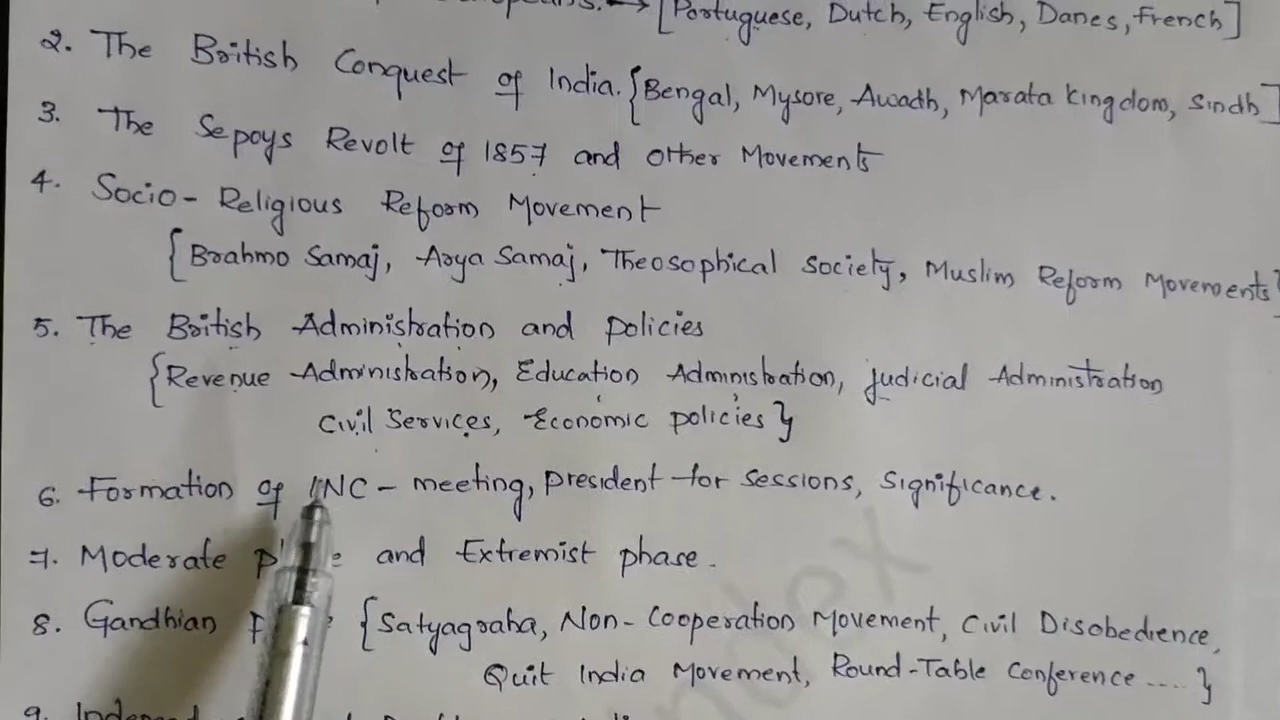 [Portuguese, Dutch, English, Danes, French]
2. The British Conquest of India. {Bengal, Mysore, Awadh, Marata kingdom, Sindh]
3. The Sepoys Revolt of 1857 and other Movements
4. Socio-Religious Reform Movement
{Brahmo Samaj, Arya Samaj, Theosophical society, Muslim Reform Movements}
5. The British Administration and policies
{Revenue Administration, Education Administration, judicial Administration
Civil Services, Economic policies}
6. Formation of INC - meeting, president for sessions, Significance.
7. Moderate and Extremist phase.
8. Gandhian {Satyagraha, Non-Cooperation Movement, Civil Disobedience,
Quit India Movement, Round-Table Conference .... }
9.